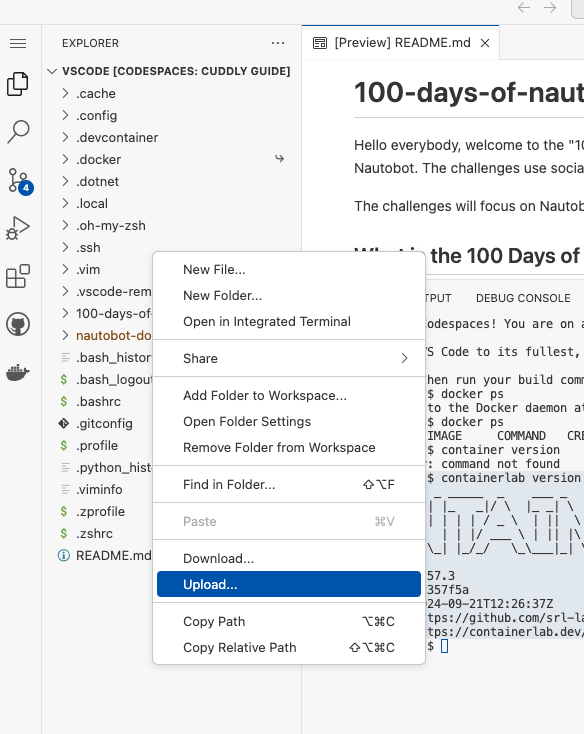 EXPLORER
[Preview] README.md
VSCODE [CODESPACES: CUDDLY GUIDE]
.cache
.config
.devcontainer
.docker
.dotnet
.local
.oh-my-zsh
.ssh
.vim
.vscode-rem
100-days-of-
nautobot-do
.bash_histor
$ .bash_logout
$ .bashrc
.gitconfig
$ .profile
.python_hist
.viminfo
$ .zprofile
$ .zshrc
README.md
4
New File...
New Folder...
Open in Integrated Terminal
Share
Add Folder to Workspace...
Open Folder Settings
Remove Folder from Workspace
Find in Folder... ⇧⌥F
Paste ⌘V
Download...
Upload...
Copy Path ⌥⌘C
Copy Relative Path ⇧⌥⌘C
100-days-of-naut
Hello everybody, welcome to the "10
Nautobot. The challenges use socia
The challenges will focus on Nautob
What is the 100 Days of
TPUT DEBUG CONSOLE
odespaces! You are on a
S Code to its fullest,
hen run your build comm
$ docker ps
to the Docker daemon at
$ docker ps
IMAGE COMMAND CRE
$ container version
: command not found
$ containerlab version
57.3
357f5a
24-09-21T12:26:37Z
tps://github.com/srl-la
tps://containerlab.dev/
$